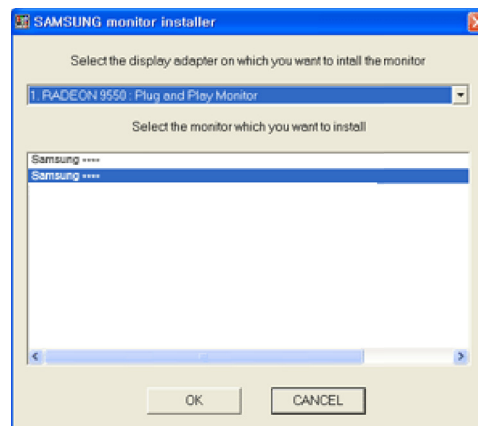 SAMSUNG monitor installer
Select the display adapter on which you want to intall the monitor
1. RADEON 9550 : Plug and Play Monitor
Select the monitor which you want to install
Samsung ****
Samsung ****
OK
CANCEL